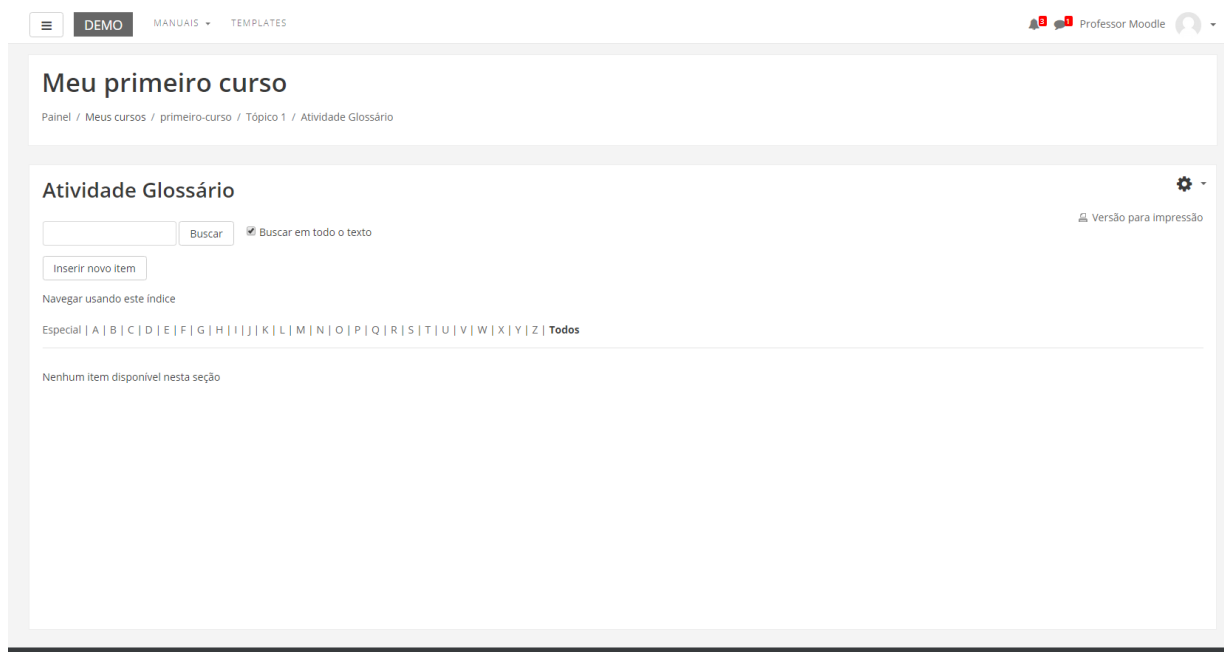 DEMO MANUAIS TEMPLATES 3 1 Professor Moodle
Meu primeiro curso
Painel / Meus cursos / primeiro-curso / Tópico 1 / Atividade Glossário
Atividade Glossário
Versão para impressão
Buscar Buscar em todo o texto
Inserir novo item
Navegar usando este índice
Especial | A | B | C | D | E | F | G | H | I | J | K | L | M | N | O | P | Q | R | S | T | U | V | W | X | Y | Z | Todos
Nenhum item disponível nesta seção